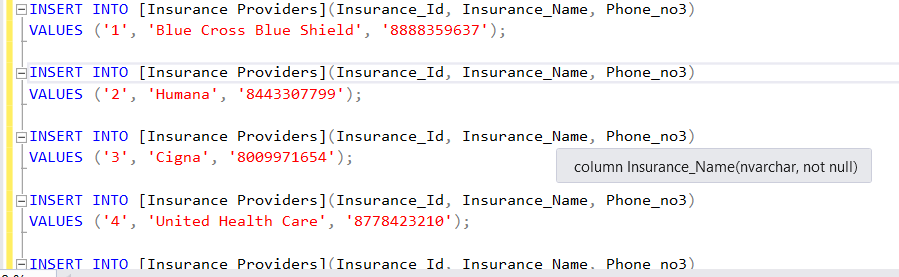 INSERT INTO [Insurance Providers](Insurance_Id, Insurance_Name, Phone_no3)
VALUES ('1', 'Blue Cross Blue Shield', '8888359637');
INSERT INTO [Insurance Providers](Insurance_Id, Insurance_Name, Phone_no3)
VALUES ('2', 'Humana', '8443307799');
INSERT INTO [Insurance Providers](Insurance_Id, Insurance_Name, Phone_no3)
VALUES ('3', 'Cigna', '8009971654');
column Insurance_Name(nvarchar, not null)
INSERT INTO [Insurance Providers](Insurance_Id, Insurance_Name, Phone_no3)
VALUES ('4', 'United Health Care', '8778423210');
INSERT INTO [Insurance Providers](Insurance_Id, Insurance_Name, Phone_no3)